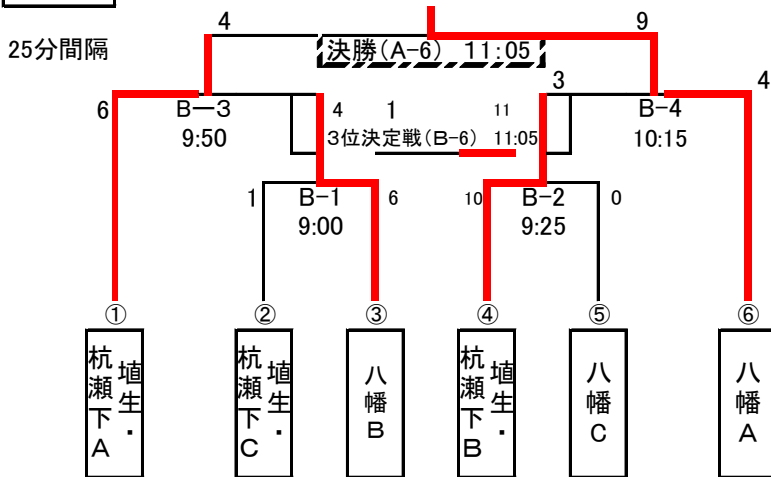 4
9
25分間隔
決勝(A-6) 11:05
6
B－3
9:50
4
1
11
3
B-4
10:15
4
３位決定戦(B-6) 11:05
1
B-1
9:00
6
10
B-2
9:25
0
①
②
③
④
⑤
⑥
埴生・杭瀬下A
埴生・杭瀬下C
八幡B
埴生・杭瀬下B
八幡C
八幡A